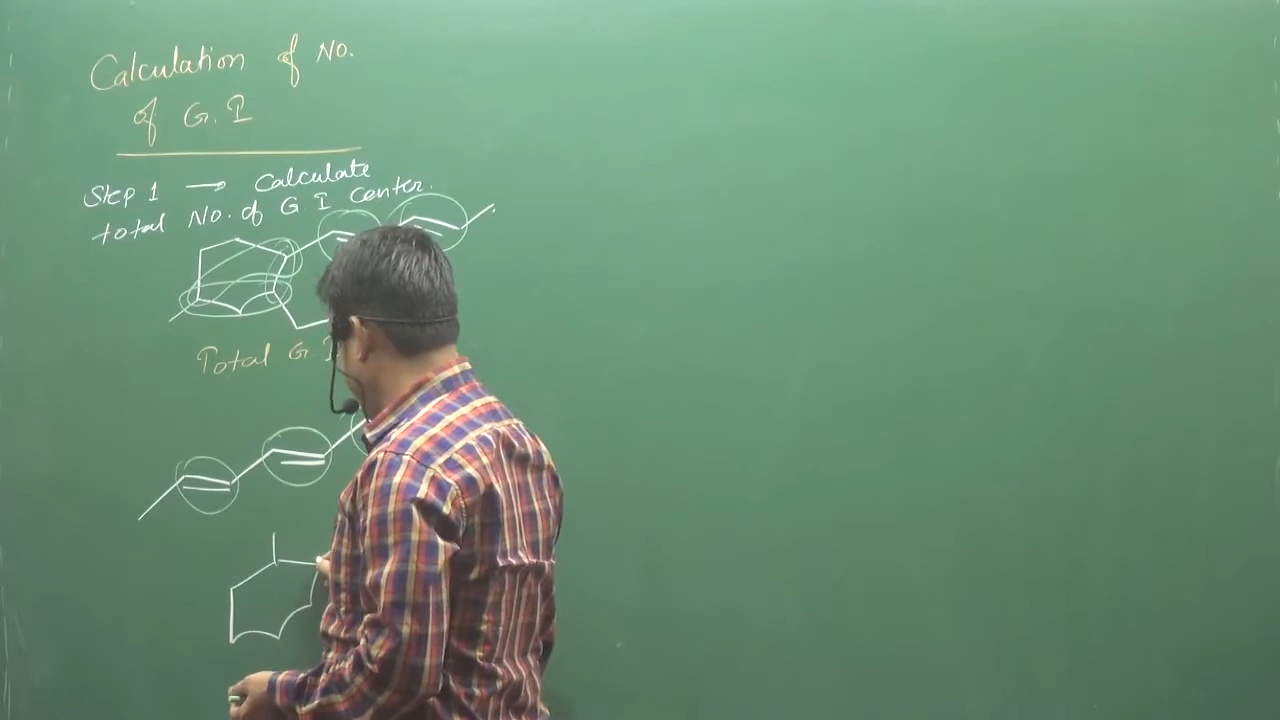 Calculation of No.
of G.I
Step 1 → Calculate
total No. of G.I center.
Total G.